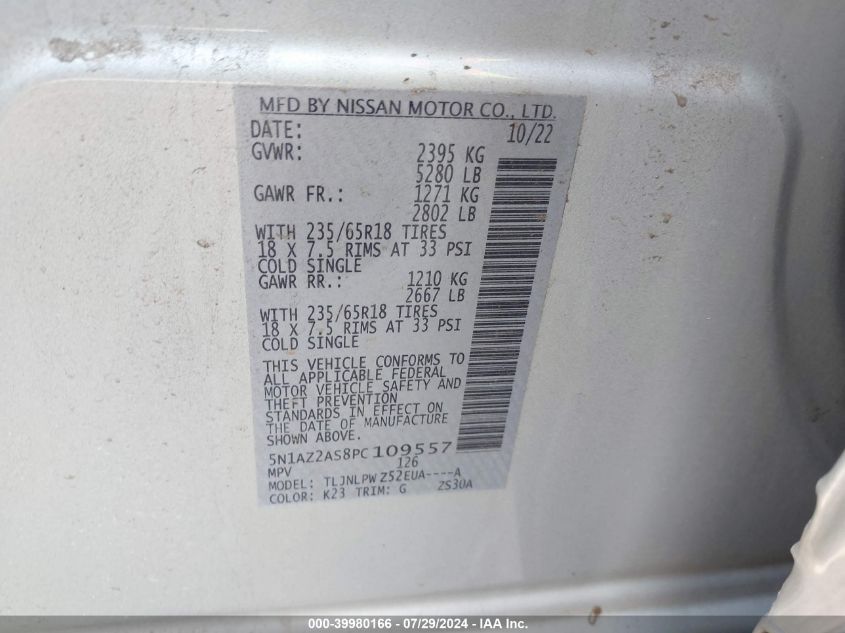 MFD BY NISSAN MOTOR CO., LTD.
DATE: 10/22
GVWR: 2395 KG
5280 LB
GAWR FR.: 1271 KG
2802 LB
WITH 235/65R18 TIRES
18 X 7.5 RIMS AT 33 PSI
COLD SINGLE
GAWR RR.: 1210 KG
2667 LB
WITH 235/65R18 TIRES
18 X 7.5 RIMS AT 33 PSI
COLD SINGLE
THIS VEHICLE CONFORMS TO
ALL APPLICABLE FEDERAL
MOTOR VEHICLE SAFETY AND
THEFT PREVENTION
STANDARDS IN EFFECT ON
THE DATE OF MANUFACTURE
SHOWN ABOVE.
5N1AZ2AS8PC109557
MPV 126
MODEL: TLJNLPW Z52EUA----A
COLOR: K23 TRIM: G ZS30A
000-39980166 - 07/29/2024 - IAA Inc.